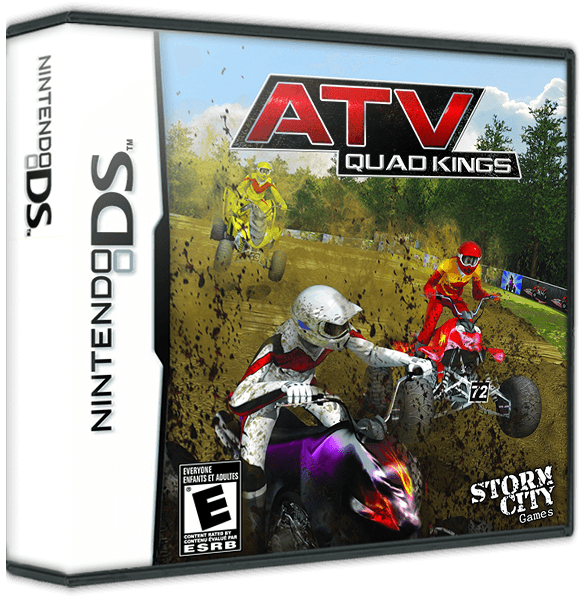 NINTENDO DS™
NINTENDO DS™
ATV
QUAD KINGS
72
EVERYONE
ENFANTS ET ADULTES
E
CONTENT RATED BY
CONTENU ÉVALUÉ PAR
ESRB
STORM
CITY
Games